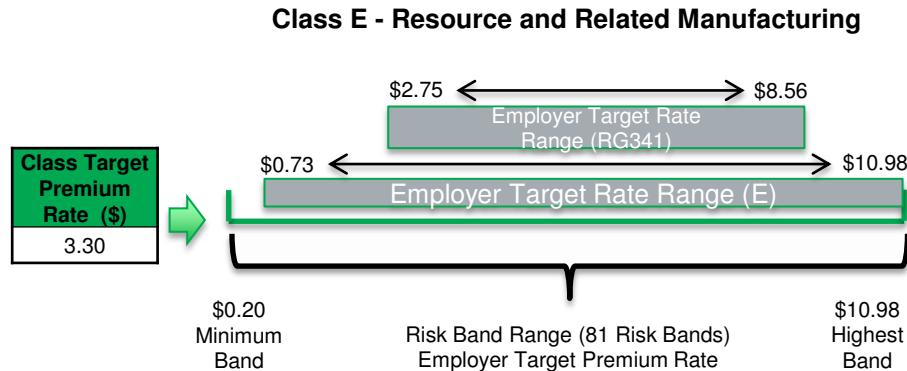 Class E - Resource and Related Manufacturing
$2.75
$8.56
Employer Target Rate
Range (RG341)
$0.73
$10.98
Employer Target Rate Range (E)
Class Target
Premium
Rate ($)
3.30
$0.20
Minimum
Band
Risk Band Range (81 Risk Bands)
Employer Target Premium Rate
$10.98
Highest
Band